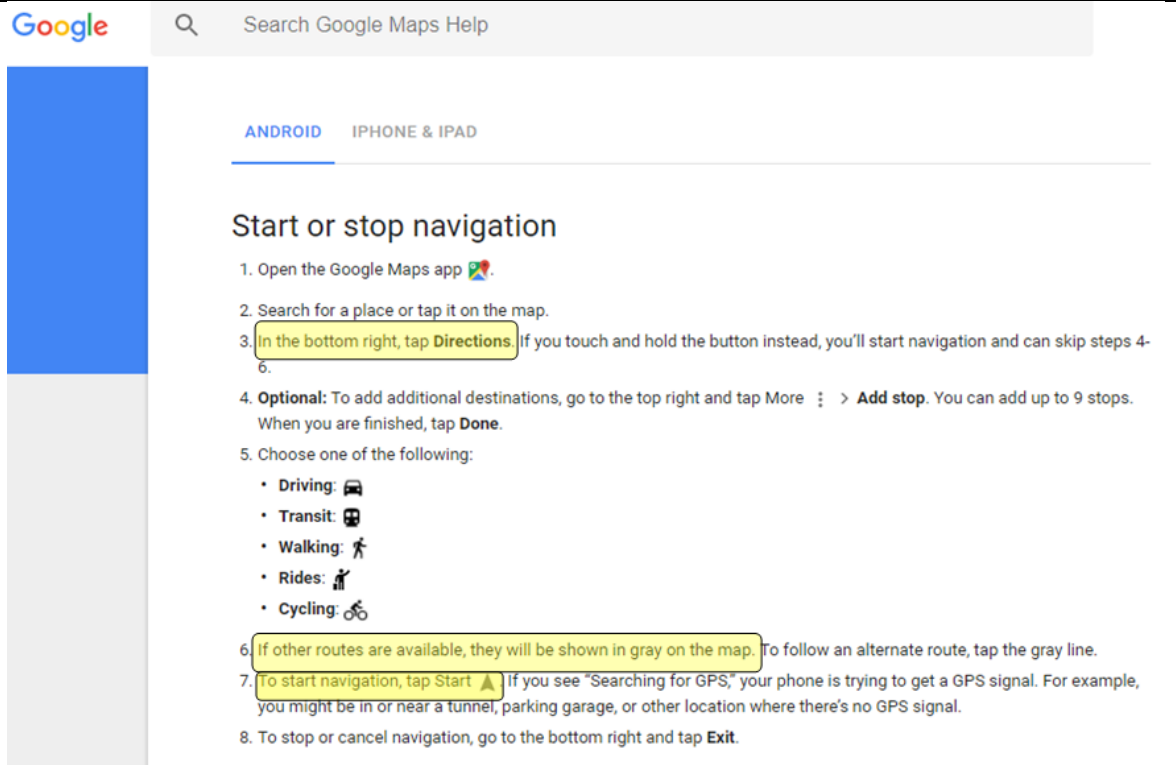 Google
Search Google Maps Help
ANDROID IPHONE & IPAD
Start or stop navigation
1. Open the Google Maps app .
2. Search for a place or tap it on the map.
3. In the bottom right, tap Directions. If you touch and hold the button instead, you'll start navigation and can skip steps 4-
6.
4. Optional: To add additional destinations, go to the top right and tap More > Add stop. You can add up to 9 stops.
When you are finished, tap Done.
5. Choose one of the following:
• Driving:
• Transit:
• Walking:
• Rides:
• Cycling:
6. If other routes are available, they will be shown in gray on the map. To follow an alternate route, tap the gray line.
7. To start navigation, tap Start . If you see "Searching for GPS," your phone is trying to get a GPS signal. For example,
you might be in or near a tunnel, parking garage, or other location where there's no GPS signal.
8. To stop or cancel navigation, go to the bottom right and tap Exit.